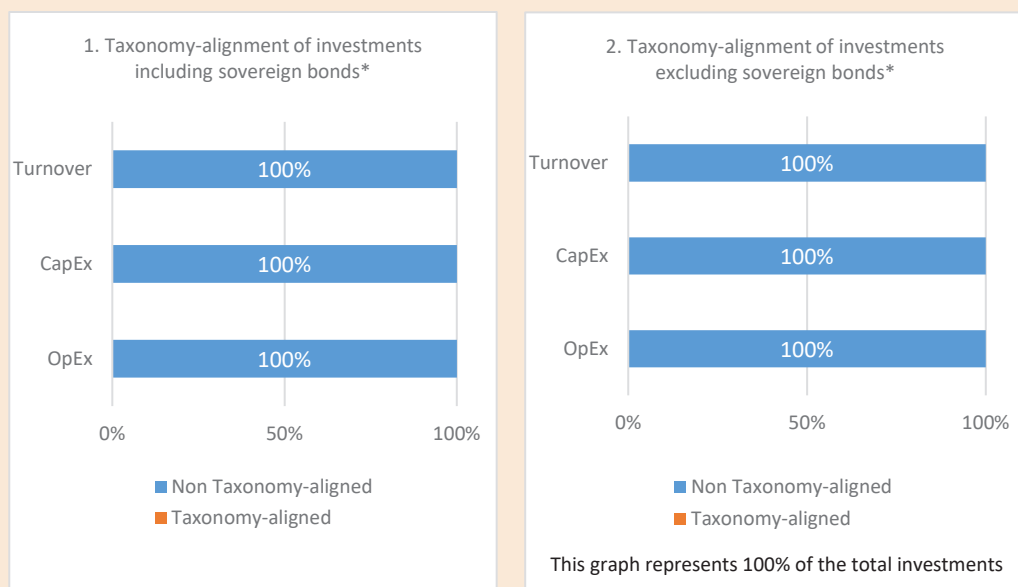 1. Taxonomy-alignment of investments
including sovereign bonds*
Turnover
100%
CapEx
100%
OpEx
100%
0%
50%
100%
Non Taxonomy-aligned
Taxonomy-aligned
2. Taxonomy-alignment of investments
excluding sovereign bonds*
Turnover
100%
CapEx
100%
OpEx
100%
0%
50%
100%
Non Taxonomy-aligned
Taxonomy-aligned
This graph represents 100% of the total investments